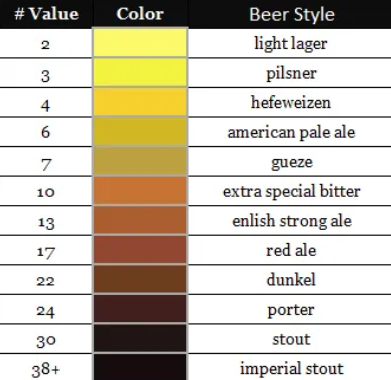 # Value Color Beer Style
2 light lager
3 pilsner
4 hefeweizen
6 american pale ale
7 gueze
10 extra special bitter
13 enlish strong ale
17 red ale
22 dunkel
24 porter
30 stout
38+ imperial stout